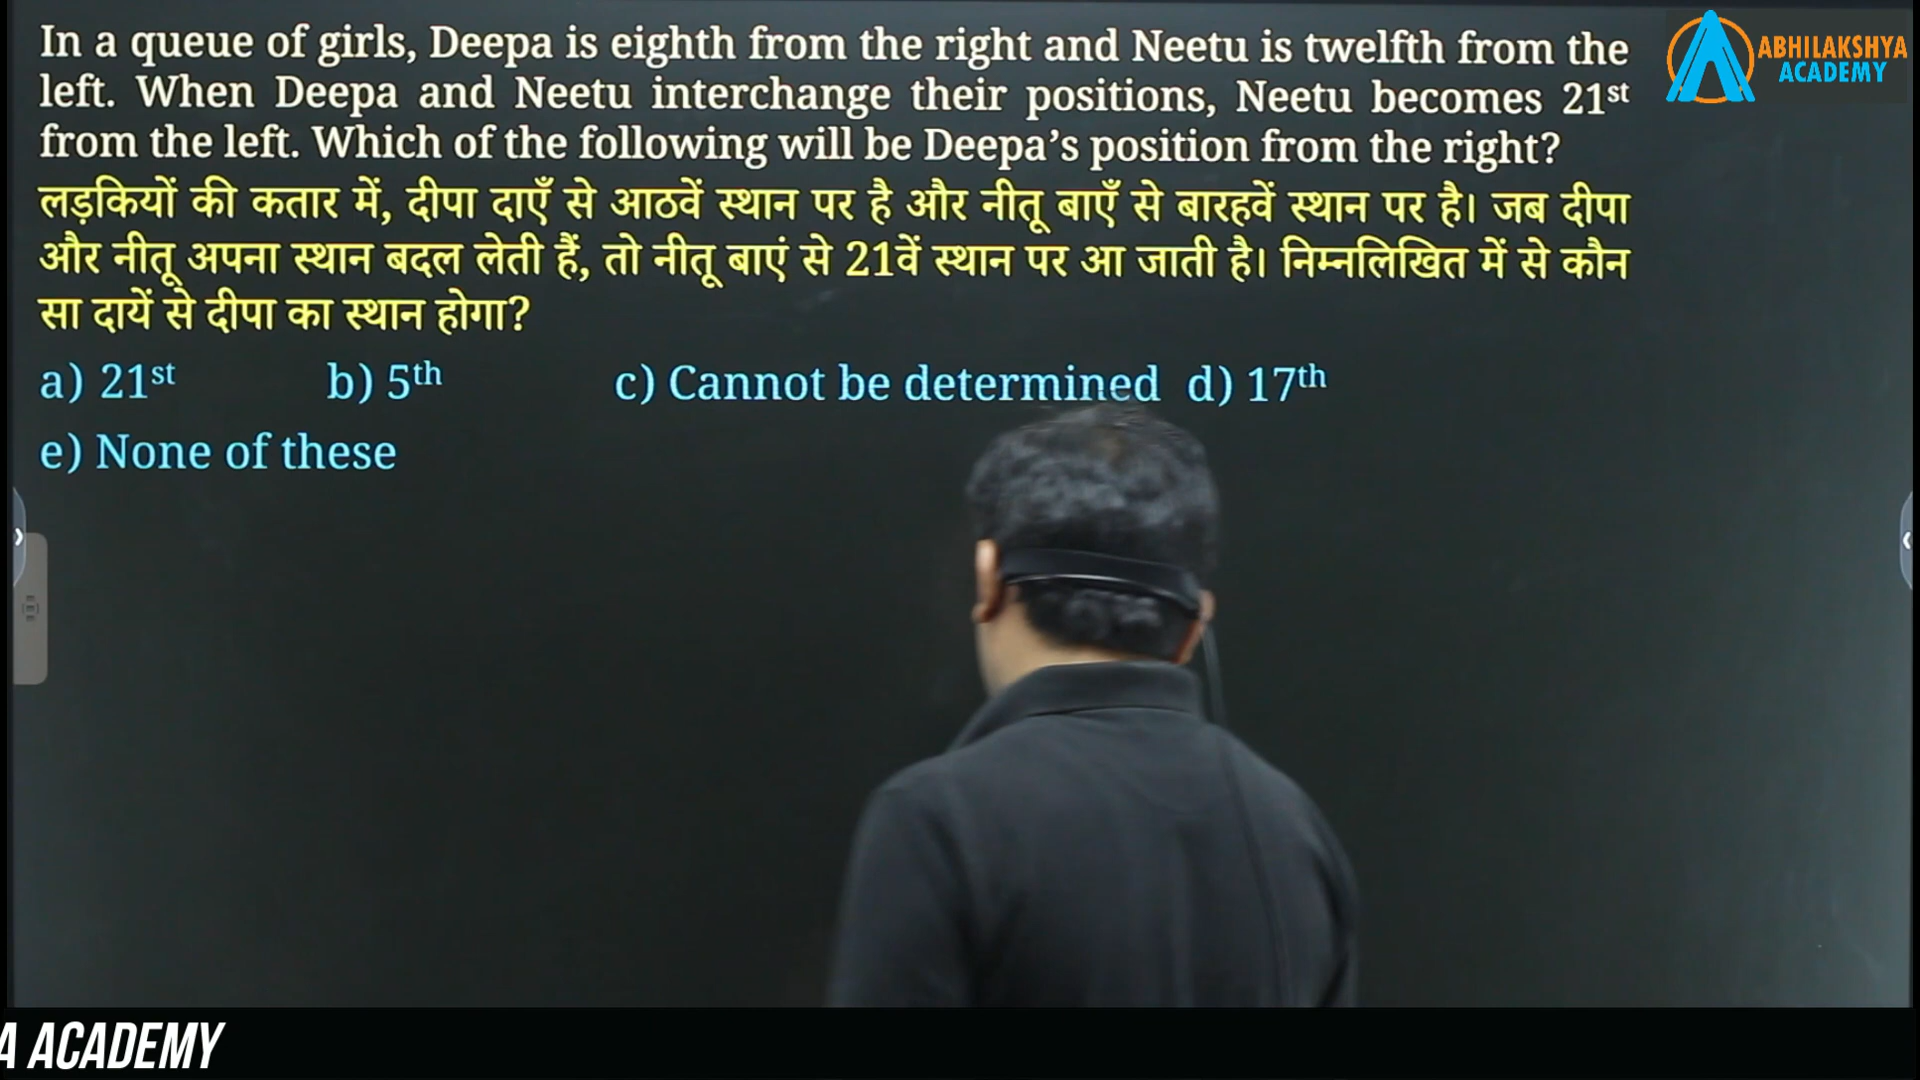 In a queue of girls, Deepa is eighth from the right and Neetu is twelfth from the
left. When Deepa and Neetu interchange their positions, Neetu becomes 21st
from the left. Which of the following will be Deepa’s position from the right?
लड़कियों की कतार में, दीपा दाएँ से आठवें स्थान पर है और नीतू बाएँ से बारहवें स्थान पर है। जब दीपा
और नीतू अपना स्थान बदल लेती हैं, तो नीतू बाएं से 21वें स्थान पर आ जाती है। निम्नलिखित में से कौन
सा दायें से दीपा का स्थान होगा?
a) 21st b) 5th c) Cannot be determined d) 17th
e) None of these
ABHILAKSHYA
ACADEMY
A ACADEMY